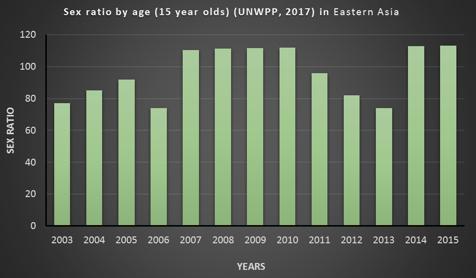 Sex ratio by age (15 year olds) (UNWPP, 2017) in Eastern Asia
120
100
80
60
40
20
0
SEX RATIO
2003 2004 2005 2006 2007 2008 2009 2010 2011 2012 2013 2014 2015
YEARS